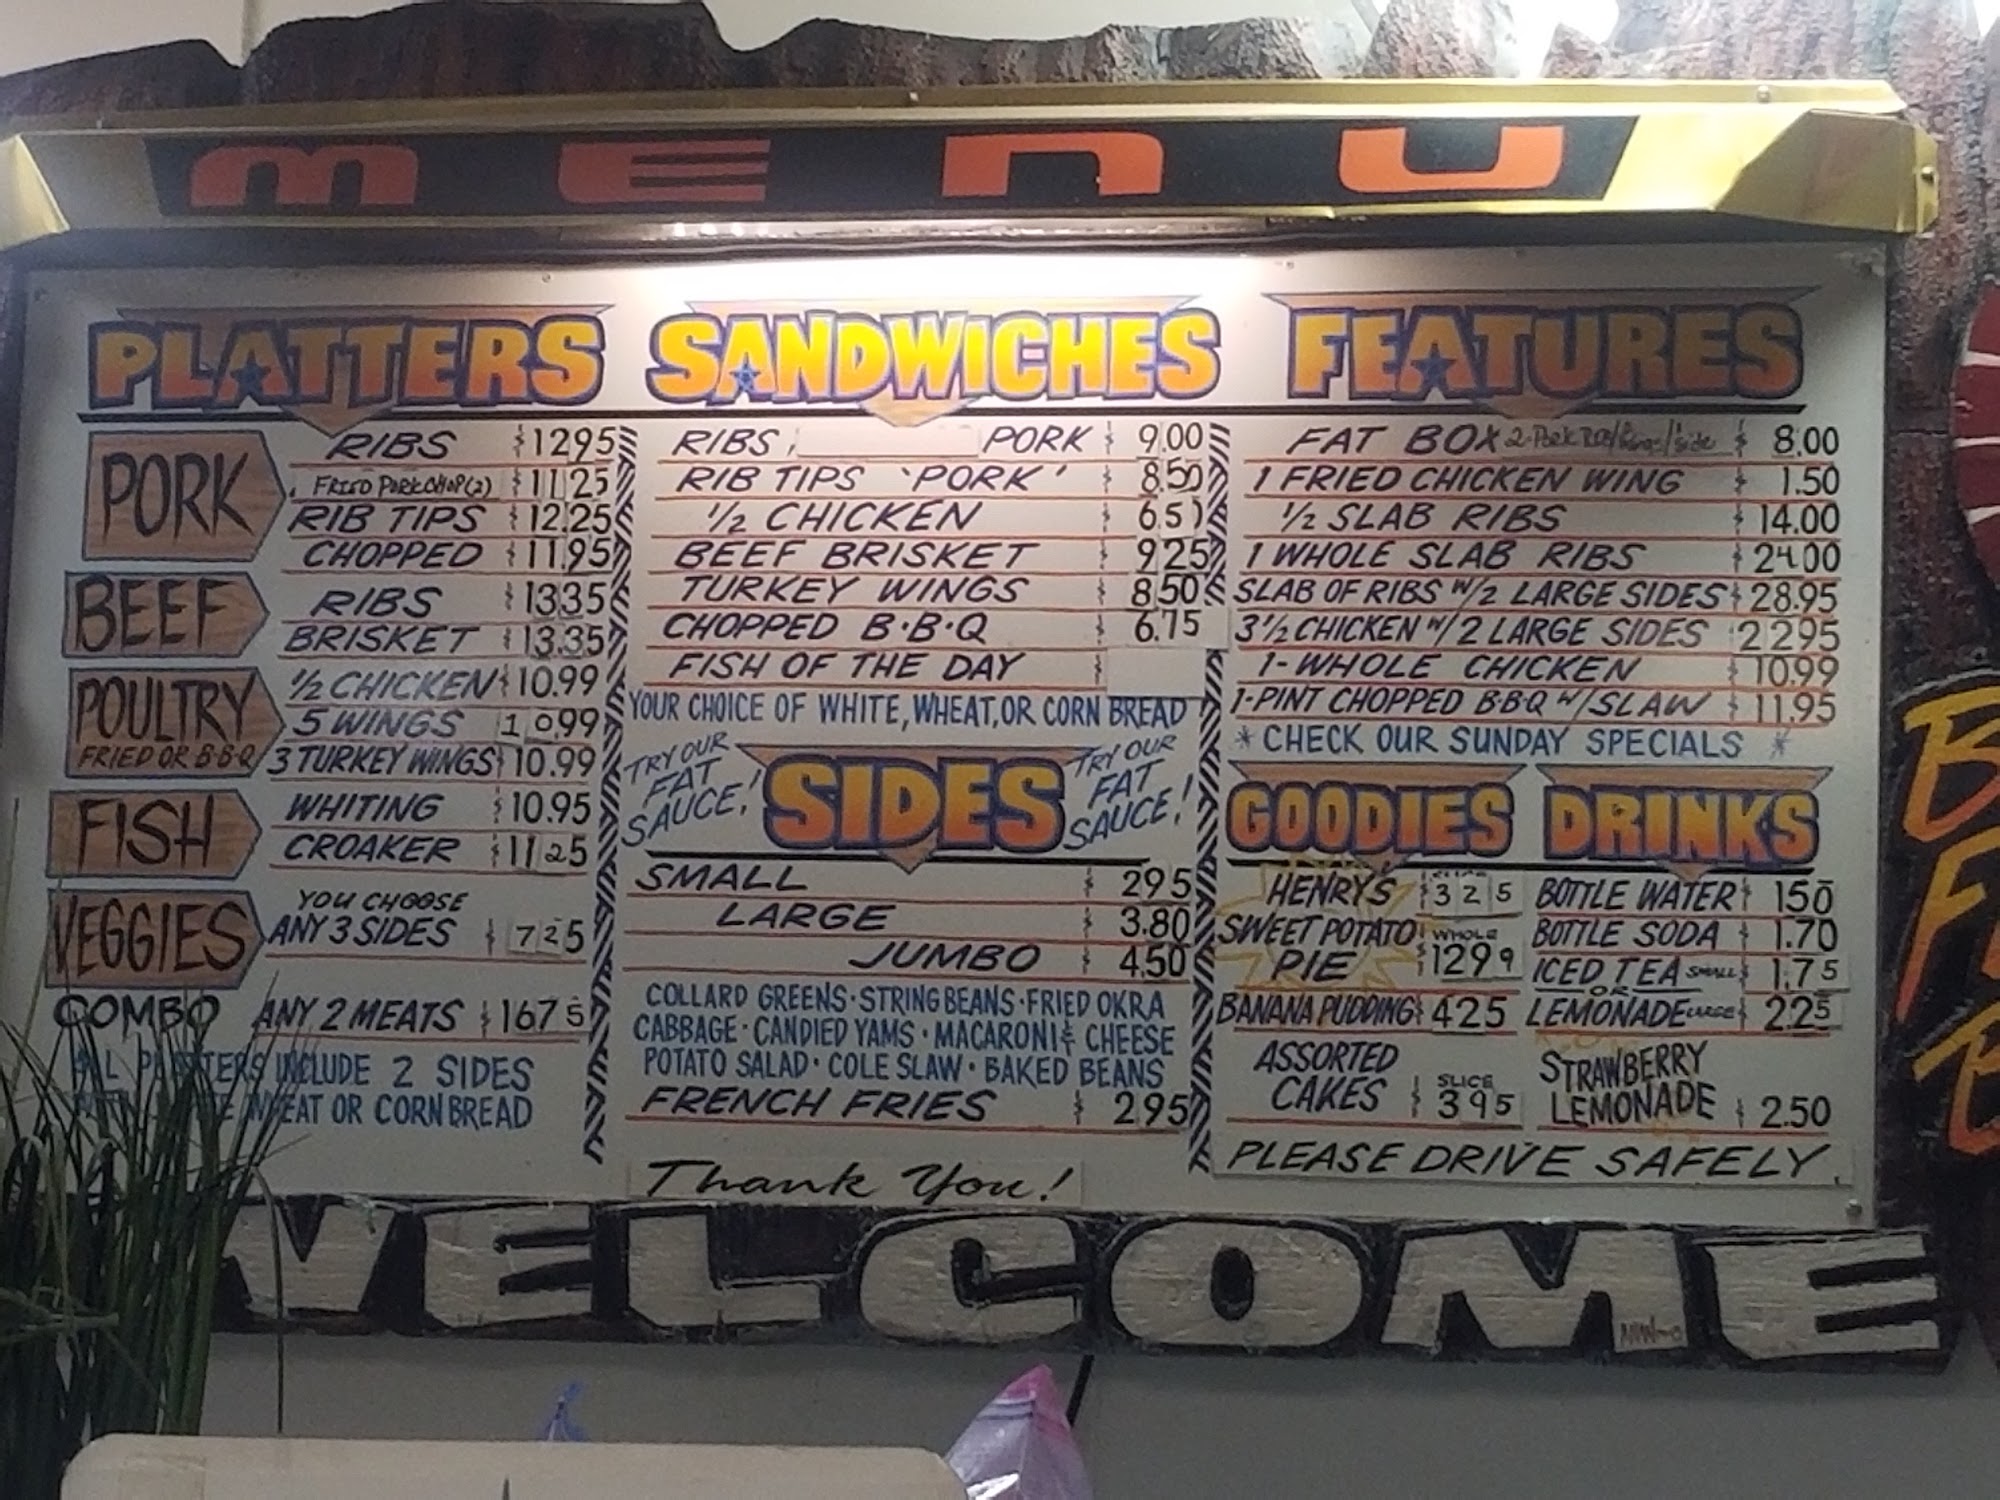 MENU
PLATTERS
PORK
RIBS $12.95
FRIED PORK CHOP (2) $11.25
RIB TIPS $12.25
CHOPPED $11.95
BEEF
RIBS $13.35
BRISKET $13.35
POULTRY
FRIED OR B·B·Q
1/2 CHICKEN $10.99
5 WINGS 10.99
3 TURKEY WINGS $10.99
FISH
WHITING $10.95
CROAKER $11.25
VEGGIES
YOU CHOOSE
ANY 3 SIDES $7.25
COMBO ANY 2 MEATS $16.75
PLATTERS INCLUDE 2 SIDES
WHEAT OR CORN BREAD
SANDWICHES
RIBS, PORK $9.00
RIB TIPS 'PORK' $8.50
1/2 CHICKEN $6.50
BEEF BRISKET $9.25
TURKEY WINGS $8.50
CHOPPED B·B·Q $6.75
FISH OF THE DAY $
YOUR CHOICE OF WHITE, WHEAT, OR CORN BREAD
TRY OUR
FAT
SAUCE!
SIDES
TRY OUR
FAT
SAUCE!
SMALL $2.95
LARGE $3.80
JUMBO $4.50
COLLARD GREENS · STRING BEANS · FRIED OKRA
CABBAGE · CANDIED YAMS · MACARONI & CHEESE
POTATO SALAD · COLE SLAW · BAKED BEANS
FRENCH FRIES $2.95
Thank You!
FEATURES
FAT BOX 2-Pork $8.00
1 FRIED CHICKEN WING $1.50
1/2 SLAB RIBS $14.00
1 WHOLE SLAB RIBS $24.00
SLAB OF RIBS W/2 LARGE SIDES $28.95
3 1/2 CHICKEN W/2 LARGE SIDES $22.95
1-WHOLE CHICKEN $10.99
1-PINT CHOPPED B·B·Q W/SLAW $11.95
* CHECK OUR SUNDAY SPECIALS *
GOODIES
HENRY'S $3.25
SWEET POTATO WHOLE
PIE $12.99
BANANA PUDDING $4.25
ASSORTED SLICE
CAKES $3.95
DRINKS
BOTTLE WATER $1.50
BOTTLE SODA $1.70
ICED TEA SMALL $1.75
OR
LEMONADE LARGE $2.25
STRAWBERRY
LEMONADE $2.50
PLEASE DRIVE SAFELY.
WELCOME